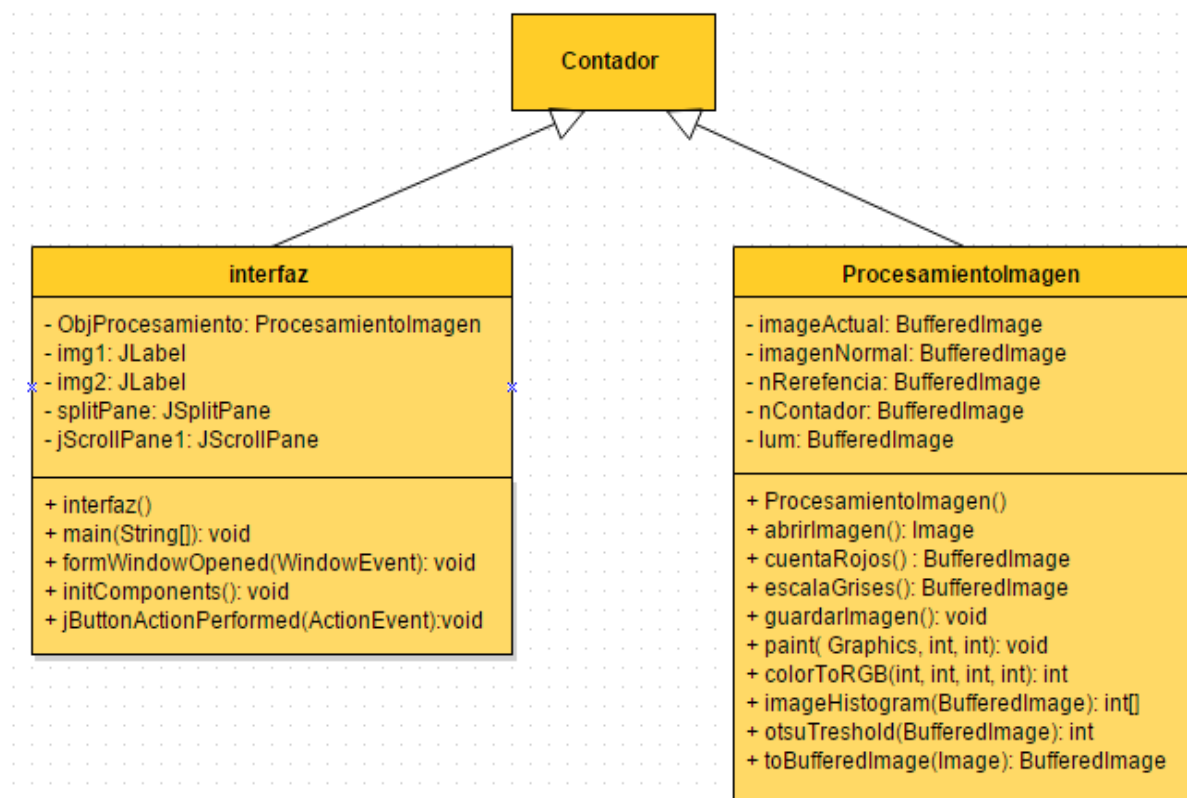 Contador
interfaz
- ObjProcesamiento: ProcesamientoImagen
- img1: JLabel
- img2: JLabel
- splitPane: JSplitPane
- jScrollPane1: JScrollPane
+ interfaz()
+ main(String[]): void
+ formWindowOpened(WindowEvent): void
+ initComponents(): void
+ jButtonActionPerformed(ActionEvent):void
ProcesamientoImagen
- imageActual: BufferedImage
- imagenNormal: BufferedImage
- nRerefencia: BufferedImage
- nContador: BufferedImage
- lum: BufferedImage
+ ProcesamientoImagen()
+ abrirImagen(): Image
+ cuentaRojos() : BufferedImage
+ escalaGrises(): BufferedImage
+ guardarImagen(): void
+ paint( Graphics, int, int): void
+ colorToRGB(int, int, int, int): int
+ imageHistogram(BufferedImage): int[]
+ otsuTreshold(BufferedImage): int
+ toBufferedImage(Image): BufferedImage